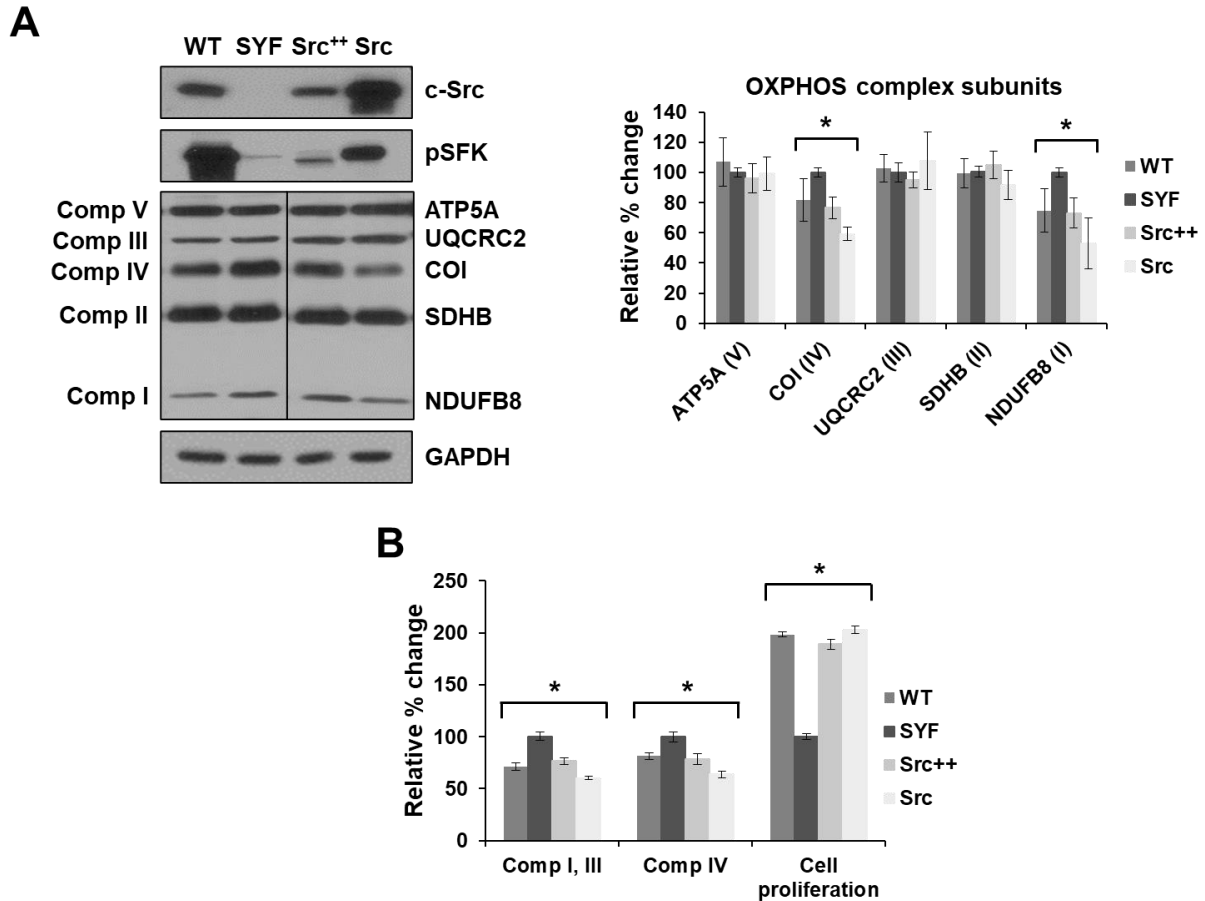 A
WT SYF Src++ Src
c-Src
pSFK
Comp V ATP5A
Comp III UQCRC2
Comp IV COI
Comp II SDHB
Comp I NDUFB8
GAPDH
OXPHOS complex subunits
Relative % change
140
120
100
80
60
40
20
0
*
*
ATP5A (V)
COI (IV)
UQCRC2 (III)
SDHB (II)
NDUFB8 (I)
WT
SYF
Src++
Src
B
Relative % change
250
200
150
100
50
0
*
*
*
Comp I, III
Comp IV
Cell
proliferation
WT
SYF
Src++
Src